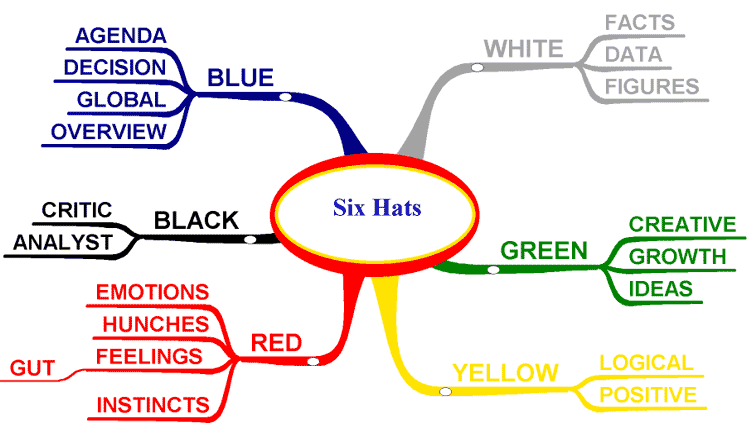 Six Hats
BLUE
AGENDA
DECISION
GLOBAL
OVERVIEW
WHITE
FACTS
DATA
FIGURES
BLACK
CRITIC
ANALYST
GREEN
CREATIVE
GROWTH
IDEAS
RED
EMOTIONS
HUNCHES
FEELINGS
GUT
INSTINCTS
YELLOW
LOGICAL
POSITIVE